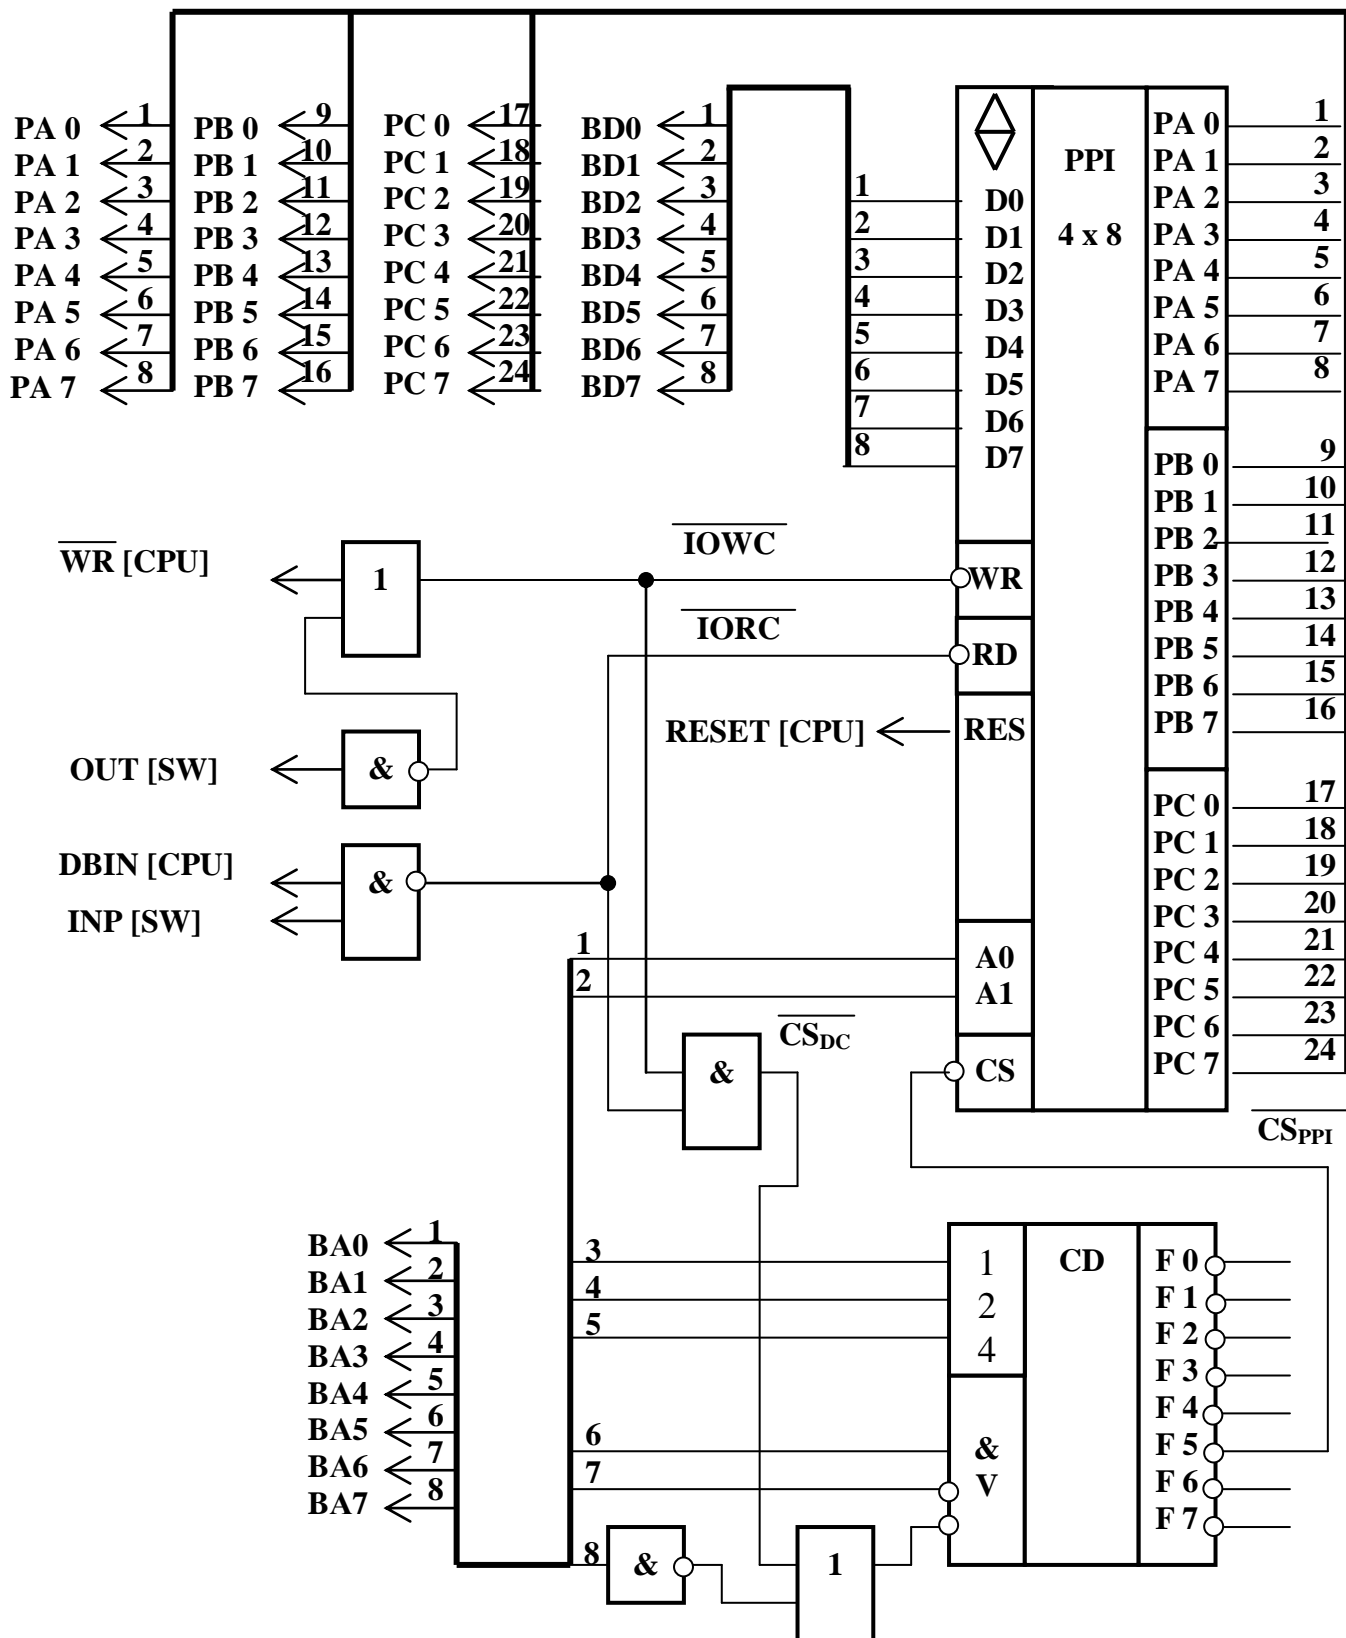 PA 0 1 PB 0 9 PC 0 17 BD0 1
PA 1 2 PB 1 10 PC 1 18 BD1 2
PA 2 3 PB 2 11 PC 2 19 BD2 3
PA 3 4 PB 3 12 PC 3 20 BD3 4
PA 4 5 PB 4 13 PC 4 21 BD4 5
PA 5 6 PB 5 14 PC 5 22 BD5 6
PA 6 7 PB 6 15 PC 6 23 BD6 7
PA 7 8 PB 7 16 PC 7 24 BD7 8
1 D0
2 D1
3 D2
4 D3
5 D4
6 D5
7 D6
8 D7
PPI
4 x 8
PA 0 1
PA 1 2
PA 2 3
PA 3 4
PA 4 5
PA 5 6
PA 6 7
PA 7 8
PB 0 9
PB 1 10
PB 2 11
PB 3 12
PB 4 13
PB 5 14
PB 6 15
PB 7 16
PC 0 17
PC 1 18
PC 2 19
PC 3 20
PC 4 21
PC 5 22
PC 6 23
PC 7 24
WR [CPU]
1
IOWC
WR
IORC
RD
RESET [CPU]
RES
OUT [SW]
&
DBIN [CPU]
&
INP [SW]
1 A0
2 A1
CS
CSDC
&
CSPPI
BA0 1
BA1 2
BA2 3
BA3 4
BA4 5
BA5 6
BA6 7
BA7 8
3 1
4 2
5 4
6 &
7 V
CD
F 0
F 1
F 2
F 3
F 4
F 5
F 6
F 7
8 &
1